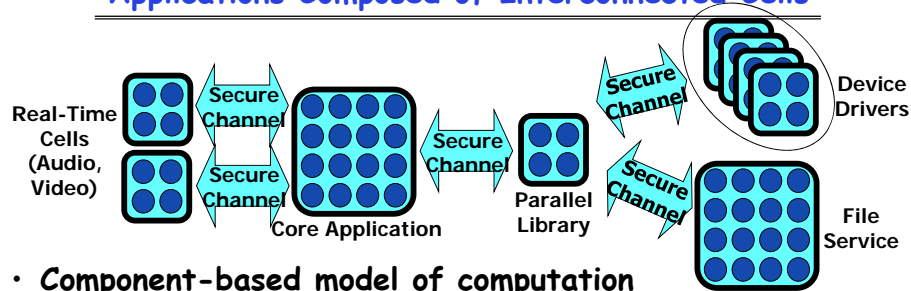 Applications Composed of Interconnected Cells
Real-Time
Cells
(Audio,
Video)
Secure
Channel
Secure
Channel
Core Application
Secure
Channel
Parallel
Library
Secure
Channel
Secure
Channel
Device
Drivers
File
Service
• Component-based model of computation